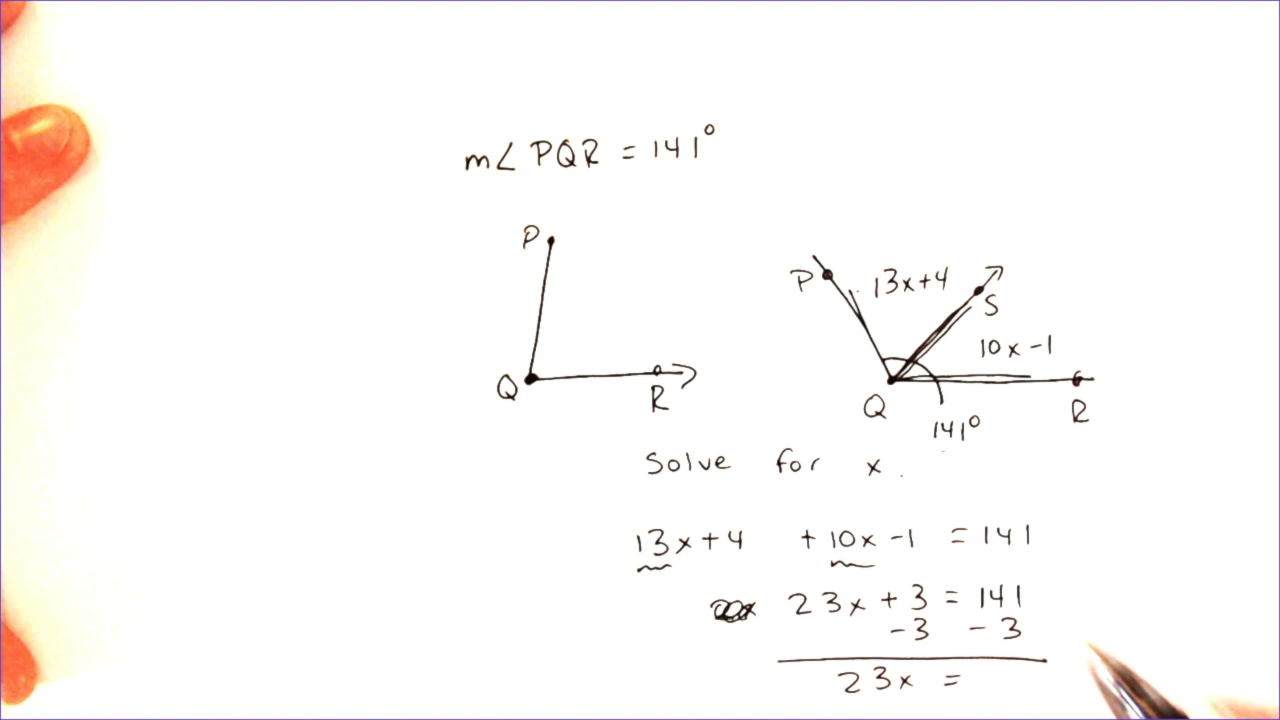 m∠ PQR = 141°
P
Q
R
P
13x+4
S
10x -1
Q
R
141°
Solve for x.
13x+4 + 10x -1 = 141
23x + 3 = 141
-3 - 3
23x =